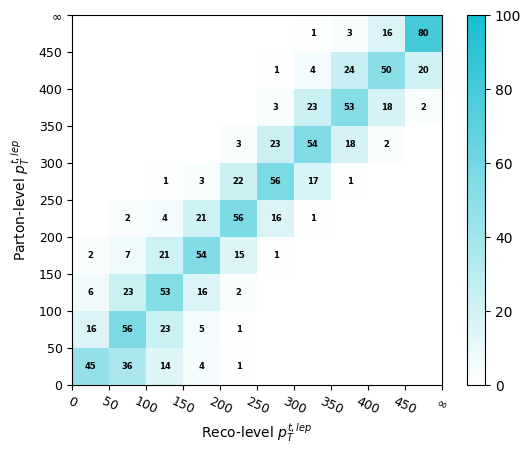 ∞ 1 3 16 80 100
450 1 4 24 50 20
400 3 23 53 18 2 80
350 3 23 54 18 2
300 1 3 22 56 17 1 60
250 2 4 21 56 16 1
200 2 7 21 54 15 1 40
150 6 23 53 16 2
100 16 56 23 5 1 20
50 45 36 14 4 1
0 0
0 50 100 150 200 250 300 350 400 450 ∞
Parton-level $p_T^{t,lep}$
Reco-level $p_T^{t,lep}$